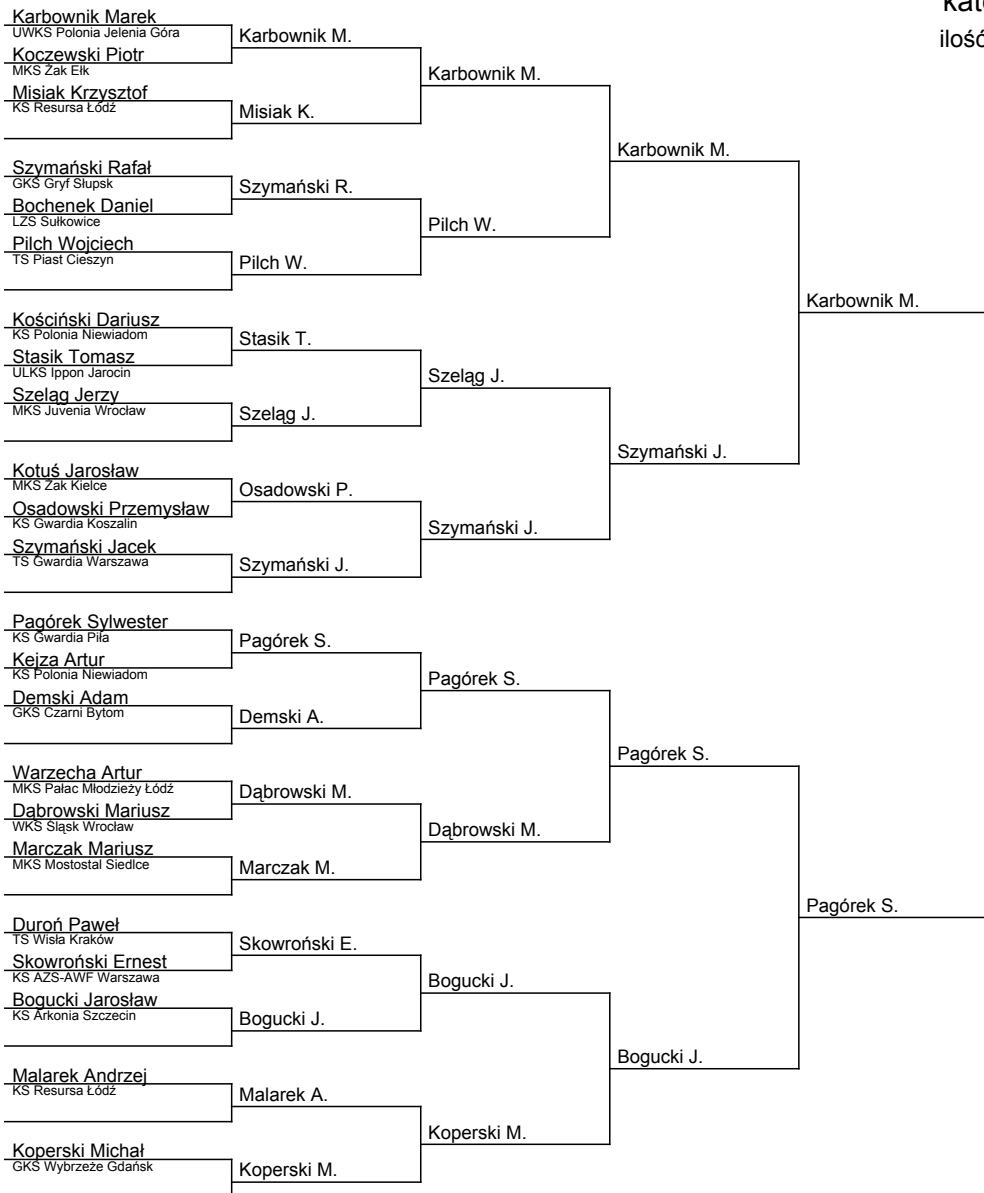 kat
ilość
Karbownik Marek
UWKS Polonia Jelenia Góra
Koczewski Piotr
MKS Żak Ełk
Misiak Krzysztof
KS Resursa Łódź
Szymański Rafał
GKS Gryf Słupsk
Bochenek Daniel
LZS Sułkowice
Pilch Wojciech
TS Piast Cieszyn
Kościński Dariusz
KS Polonia Niewiadom
Stasik Tomasz
ULKS Ippon Jarocin
Szeląg Jerzy
MKS Juvenia Wrocław
Kotuś Jarosław
MKS Żak Kielce
Osadowski Przemysław
KS Gwardia Koszalin
Szymański Jacek
TS Gwardia Warszawa
Pagórek Sylwester
KS Gwardia Piła
Kejza Artur
KS Polonia Niewiadom
Demski Adam
GKS Czarni Bytom
Warzecha Artur
MKS Pałac Młodzieży Łódź
Dąbrowski Mariusz
WKS Śląsk Wrocław
Marczak Mariusz
MKS Mostostal Siedlce
Duroń Paweł
TS Wisła Kraków
Skowroński Ernest
KS AZS-AWF Warszawa
Bogucki Jarosław
KS Arkonia Szczecin
Malarek Andrzej
KS Resursa Łódź
Koperski Michał
GKS Wybrzeże Gdańsk
Karbownik M.
Misiak K.
Szymański R.
Pilch W.
Stasik T.
Szeląg J.
Osadowski P.
Szymański J.
Pagórek S.
Demski A.
Dąbrowski M.
Marczak M.
Skowroński E.
Bogucki J.
Malarek A.
Koperski M.
Karbownik M.
Pilch W.
Szeląg J.
Szymański J.
Pagórek S.
Dąbrowski M.
Bogucki J.
Koperski M.
Karbownik M.
Szymański J.
Pagórek S.
Bogucki J.
Karbownik M.
Pagórek S.